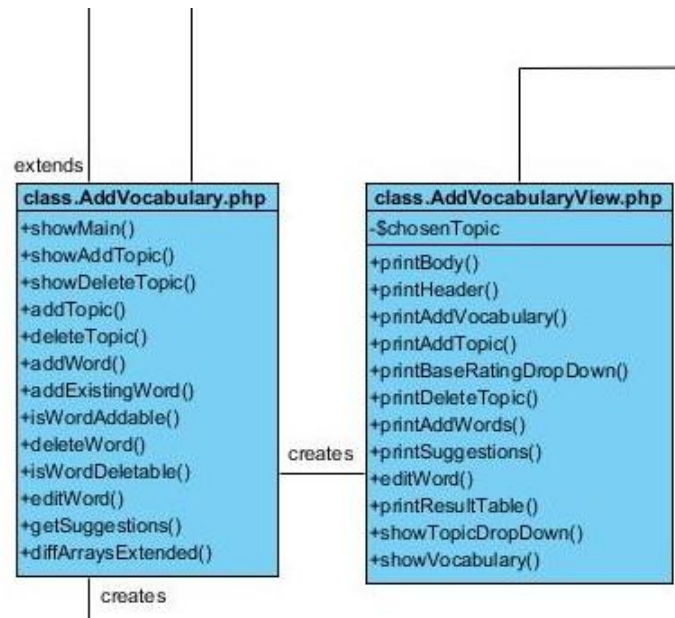 extends
class.AddVocabulary.php
+showMain()
+showAddTopic()
+showDeleteTopic()
+addTopic()
+deleteTopic()
+addWord()
+addExistingWord()
+isWordAddable()
+deleteWord()
+isWordDeletable()
+editWord()
+getSuggestions()
+diffArraysExtended()
creates
creates
class.AddVocabularyView.php
-$chosenTopic
+printBody()
+printHeader()
+printAddVocabulary()
+printAddTopic()
+printBaseRatingDropDown()
+printDeleteTopic()
+printAddWords()
+printSuggestions()
+editWord()
+printResultTable()
+showTopicDropDown()
+showVocabulary()